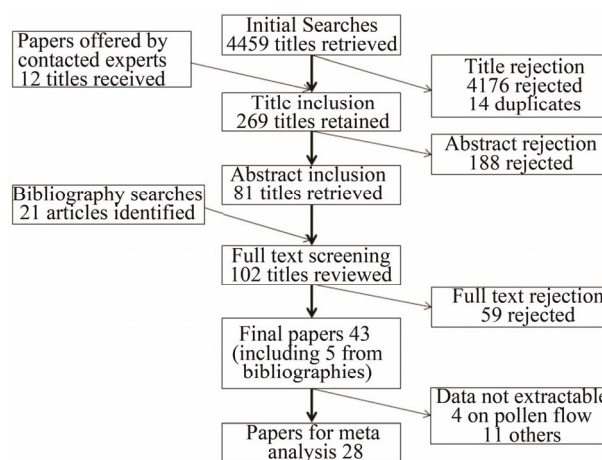 Initial Searches
4459 titles retrieved
Papers offered by
contacted experts
12 titles received
Title rejection
4176 rejected
14 duplicates
Title inclusion
269 titles retained
Abstract rejection
188 rejected
Abstract inclusion
81 titles retrieved
Bibliography searches
21 articles identified
Full text screening
102 titles reviewed
Full text rejection
59 rejected
Final papers 43
(including 5 from
bibliographies)
Data not extractable
4 on pollen flow
11 others
Papers for meta
analysis 28